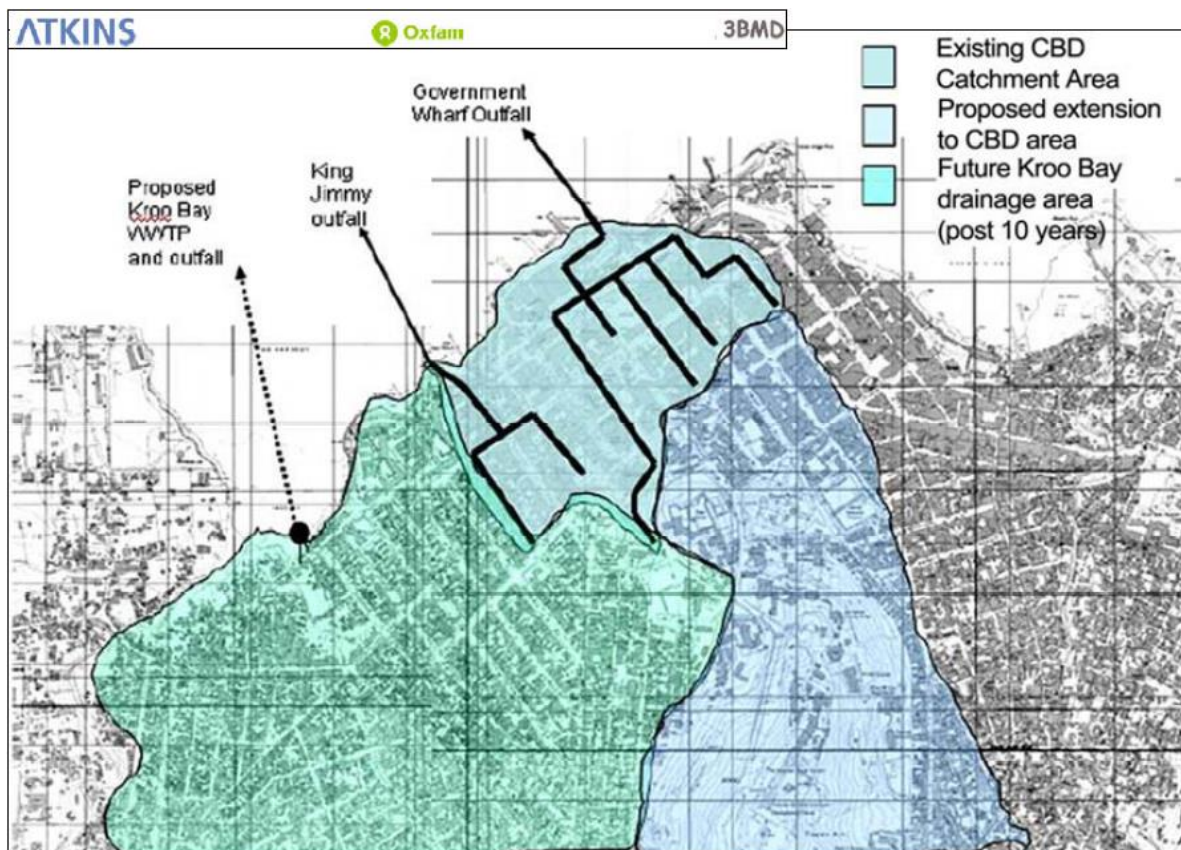 ATKINS
Oxfam
3BMD
Existing CBD
Catchment Area
Proposed extension
to CBD area
Future Kroo Bay
drainage area
(post 10 years)
Government
Wharf Outfall
King
Jimmy
outfall
Proposed
Kroo Bay
WWTP
and outfall